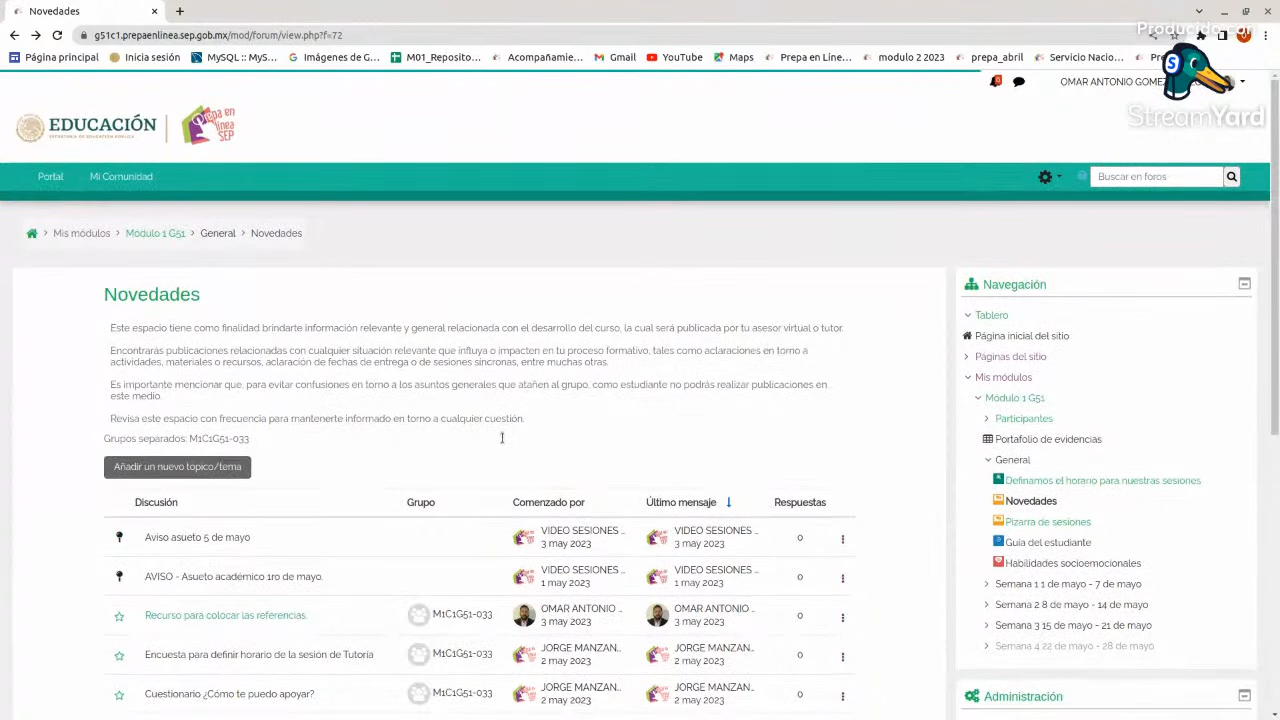 Novedades
g51c1.prepaenlinea.sep.gob.mx/mod/forum/view.php?f=72
Página principal
Inicia sesión
MySQL :: MyS...
Imágenes de G...
M01_Reposito...
Acompañamie...
Gmail
YouTube
Maps
Prepa en Líne...
modulo 2 2023
prepa_abril
Servicio Nacio...
OMAR ANTONIO
StreamYard
EDUCACIÓN
SECRETARÍA DE EDUCACIÓN PÚBLICA
Prepa en línea SEP
Portal
Mi Comunidad
Buscar en foros
Mis módulos
Módulo 1 G51
General
Novedades
Novedades
Este espacio tiene como finalidad brindarte información relevante y general relacionada con el desarrollo del curso, la cual será publicada por tu asesor virtual o tutor.
Encontrarás publicaciones relacionadas con cualquier situación relevante que influya o impacten en tu proceso formativo, tales como aclaraciones en torno a
actividades, materiales o recursos, aclaración de fechas de entrega o de sesiones síncronas, entre muchas otras.
Es importante mencionar que, para evitar confusiones en torno a los asuntos generales que atañen al grupo, como estudiante no podrás realizar publicaciones en
este medio.
Revisa este espacio con frecuencia para mantenerte informado en torno a cualquier cuestión.
Grupos separados: M1C1G51-033
Añadir un nuevo topico/tema
Discusión Grupo Comenzado por Último mensaje Respuestas
Aviso asueto 5 de mayo
VIDEO SESIONES ...
3 may 2023
VIDEO SESIONES ...
3 may 2023
0
AVISO - Asueto académico 1ro de mayo.
VIDEO SESIONES ...
1 may 2023
VIDEO SESIONES ...
1 may 2023
0
Recurso para colocar las referencias.
M1C1G51-033
OMAR ANTONIO ...
3 may 2023
OMAR ANTONIO ...
3 may 2023
0
Encuesta para definir horario de la sesión de Tutoría
M1C1G51-033
JORGE MANZAN...
2 may 2023
JORGE MANZAN...
2 may 2023
0
Cuestionario ¿Cómo te puedo apoyar?
M1C1G51-033
JORGE MANZAN...
2 may 2023
JORGE MANZAN...
2 may 2023
0
Navegación
Tablero
Página inicial del sitio
Páginas del sitio
Mis módulos
Módulo 1 G51
Participantes
Portafolio de evidencias
General
Definamos el horario para nuestras sesiones
Novedades
Pizarra de sesiones
Guía del estudiante
Habilidades socioemocionales
Semana 1 1 de mayo - 7 de mayo
Semana 2 8 de mayo - 14 de mayo
Semana 3 15 de mayo - 21 de mayo
Semana 4 22 de mayo - 28 de mayo
Administración